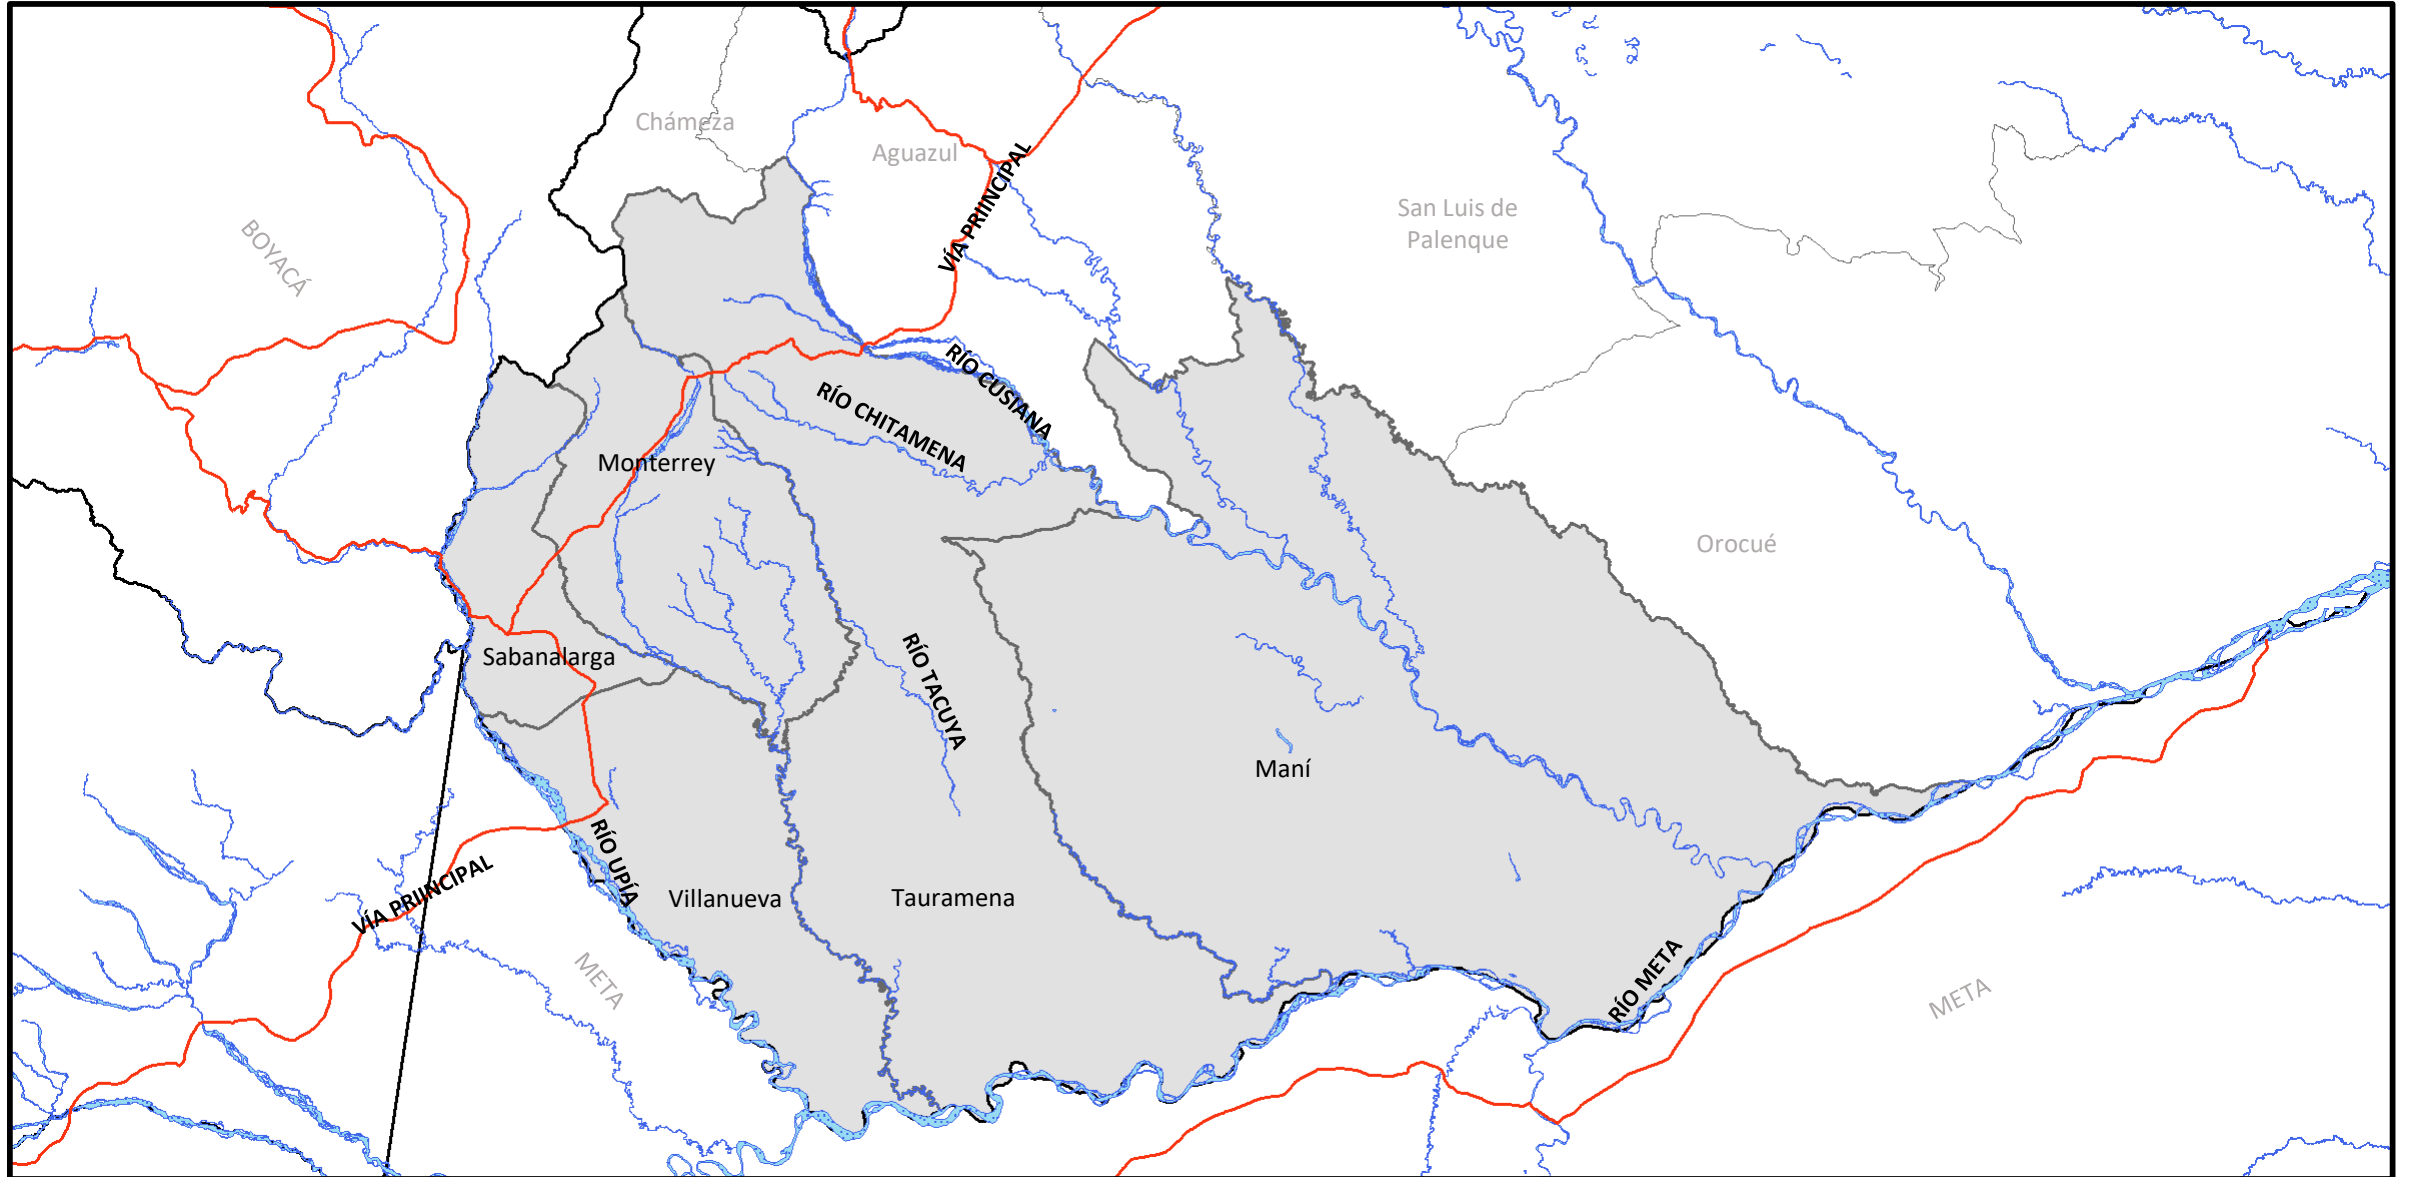 Chámeza
Aguazul
VÍA PRIINCIPAL
San Luis de
Palenque
BOYACÁ
RÍO CUSIANA
RÍO CHITAMENA
Monterrey
Orocué
Sabanalarga
RÍO TACUYA
Maní
RÍO UPÍA
VÍA PRIINCIPAL
Villanueva
Tauramena
META
RÍO META
META